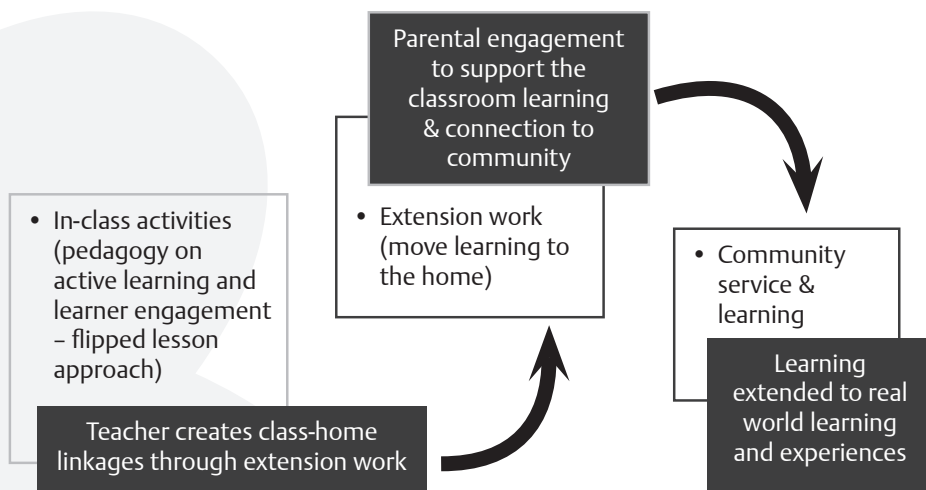 • In-class activities
(pedagogy on
active learning and
learner engagement
– flipped lesson
approach)
Teacher creates class-home
linkages through extension work
Parental engagement
to support the
classroom learning
& connection to
community
• Extension work
(move learning to
the home)
• Community
service &
learning
Learning
extended to real
world learning
and experiences